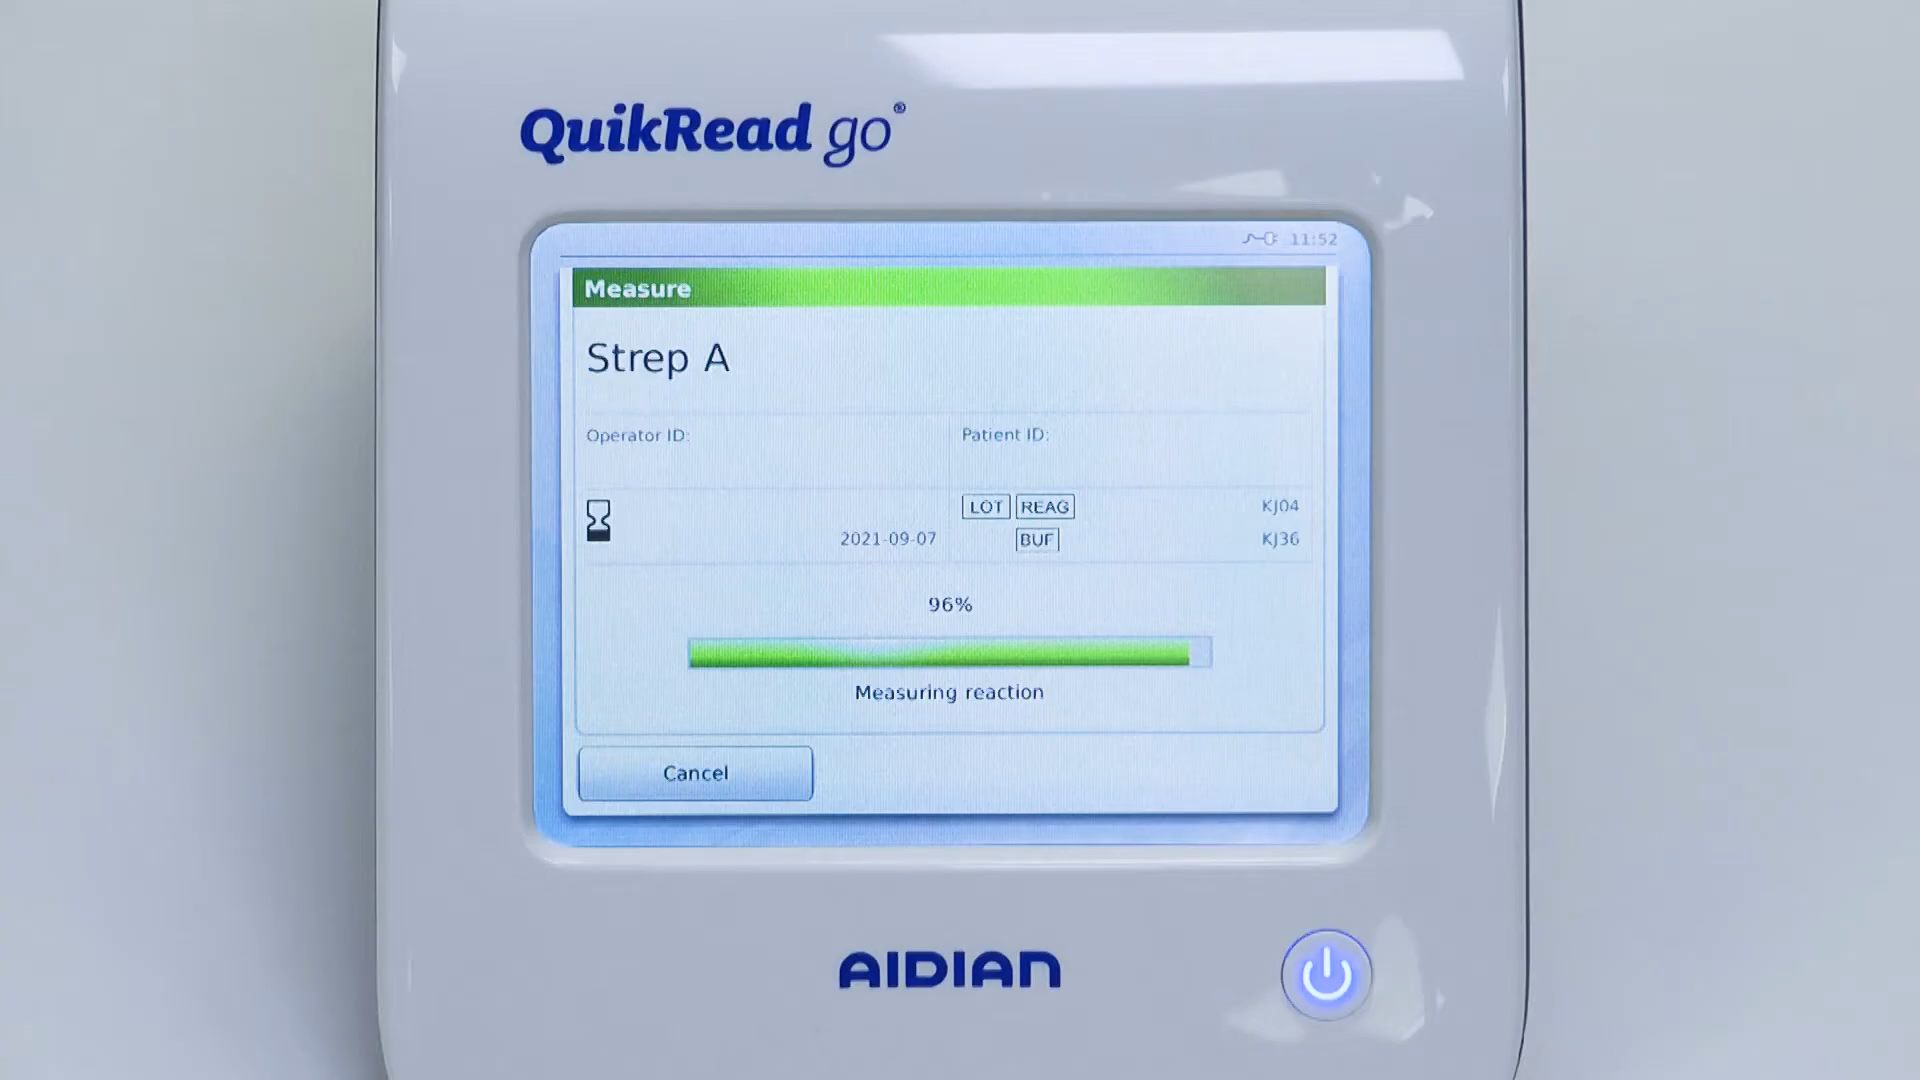 QuikRead go®
11:52
Measure
Strep A
Operator ID:
Patient ID:
LOT REAG KJ04
2021-09-07
BUF KJ36
96%
Measuring reaction
Cancel
AIDIAN